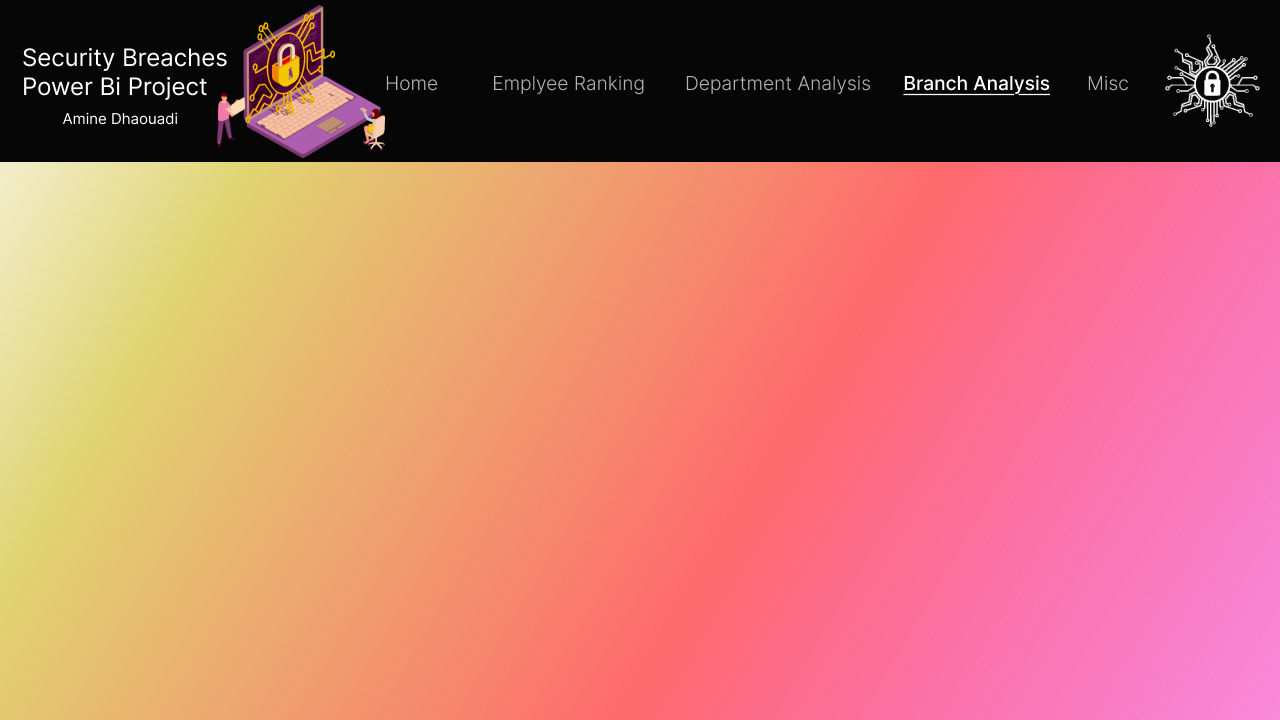 Security Breaches
Power Bi Project
Amine Dhaouadi
Home
Emplyee Ranking
Department Analysis
Branch Analysis
Misc